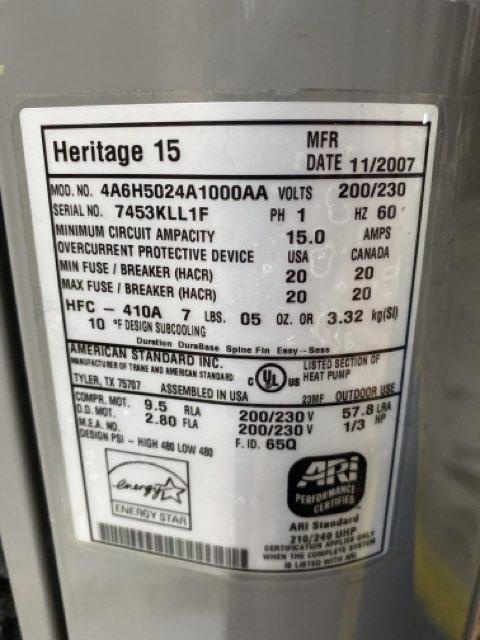 Heritage 15
MFR
DATE 11/2007
MOD. NO. 4A6H5024A1000AA VOLTS 200/230
SERIAL NO. 7453KLL1F PH 1 HZ 60
MINIMUM CIRCUIT AMPACITY 15.0 AMPS
OVERCURRENT PROTECTIVE DEVICE USA CANADA
MIN FUSE / BREAKER (HACR) 20 20
MAX FUSE / BREAKER (HACR) 20 20
HFC - 410A 7 LBS. 05 OZ. OR 3.32 kg(SI)
10 °F DESIGN SUBCOOLING
Duration DuraBase Spine Fin Easy-Sess
AMERICAN STANDARD INC.
MANUFACTURER OF TRANE AND AMERICAN STANDARD
TYLER, TX 75707 ASSEMBLED IN USA
C UL US LISTED SECTION OF
HEAT PUMP
23MF OUTDOOR USE
COMPR. MOT. 9.5 RLA 200/230 V 57.8 LRA
O.D. MOT. 2.80 FLA 200/230 V 1/3 HP
M.E.A. NO. F. ID. 65Q
DESIGN PSI - HIGH 480 LOW 480
energy
ENERGY STAR
ARI
PERFORMANCE
CERTIFIED
ARI Standard
210/240 UHP
CERTIFICATION APPLIES ONLY
WHEN THE COMPLETE SYSTEM
IS LISTED WITH ARI